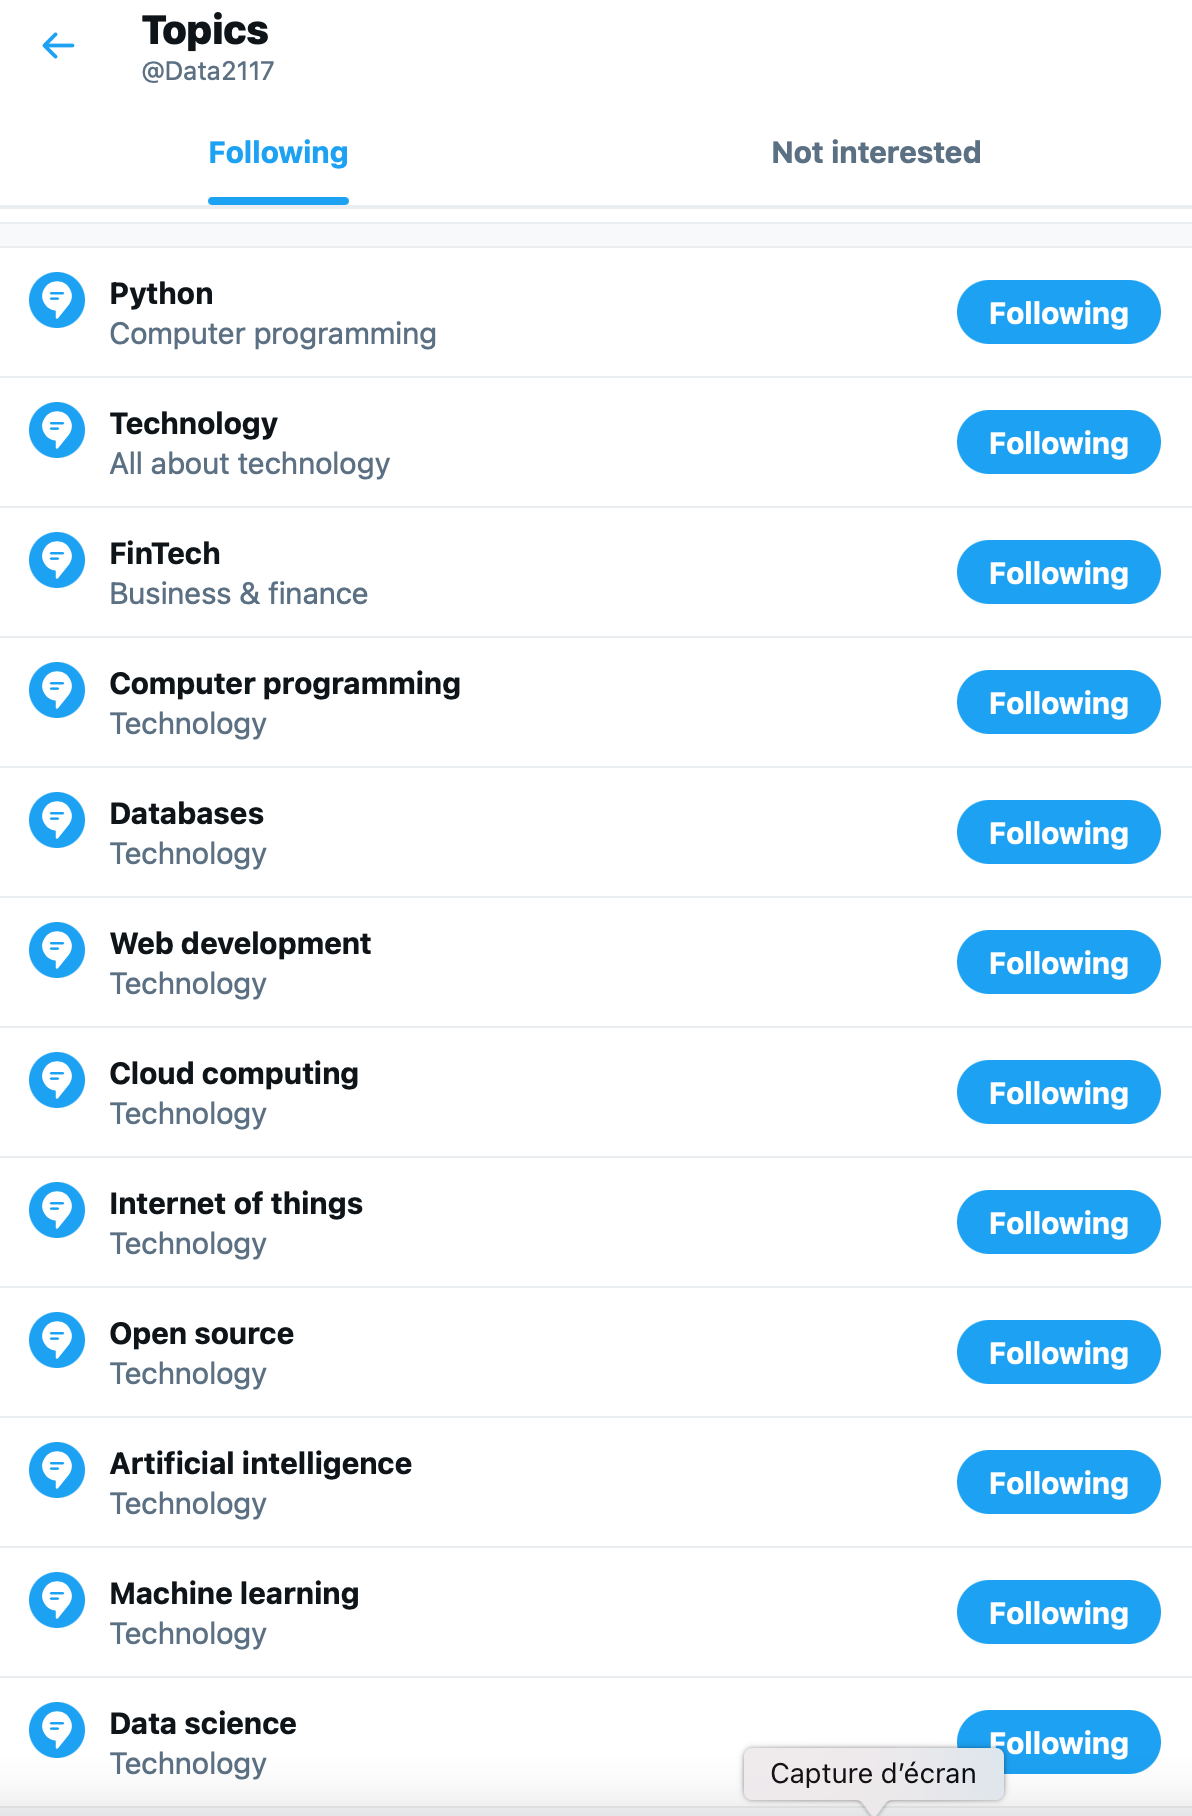 Topics
@Data2117
Following
Not interested
Python
Computer programming
Following
Technology
All about technology
Following
FinTech
Business & finance
Following
Computer programming
Technology
Following
Databases
Technology
Following
Web development
Technology
Following
Cloud computing
Technology
Following
Internet of things
Technology
Following
Open source
Technology
Following
Artificial intelligence
Technology
Following
Machine learning
Technology
Following
Data science
Technology
Following
Capture d’écran